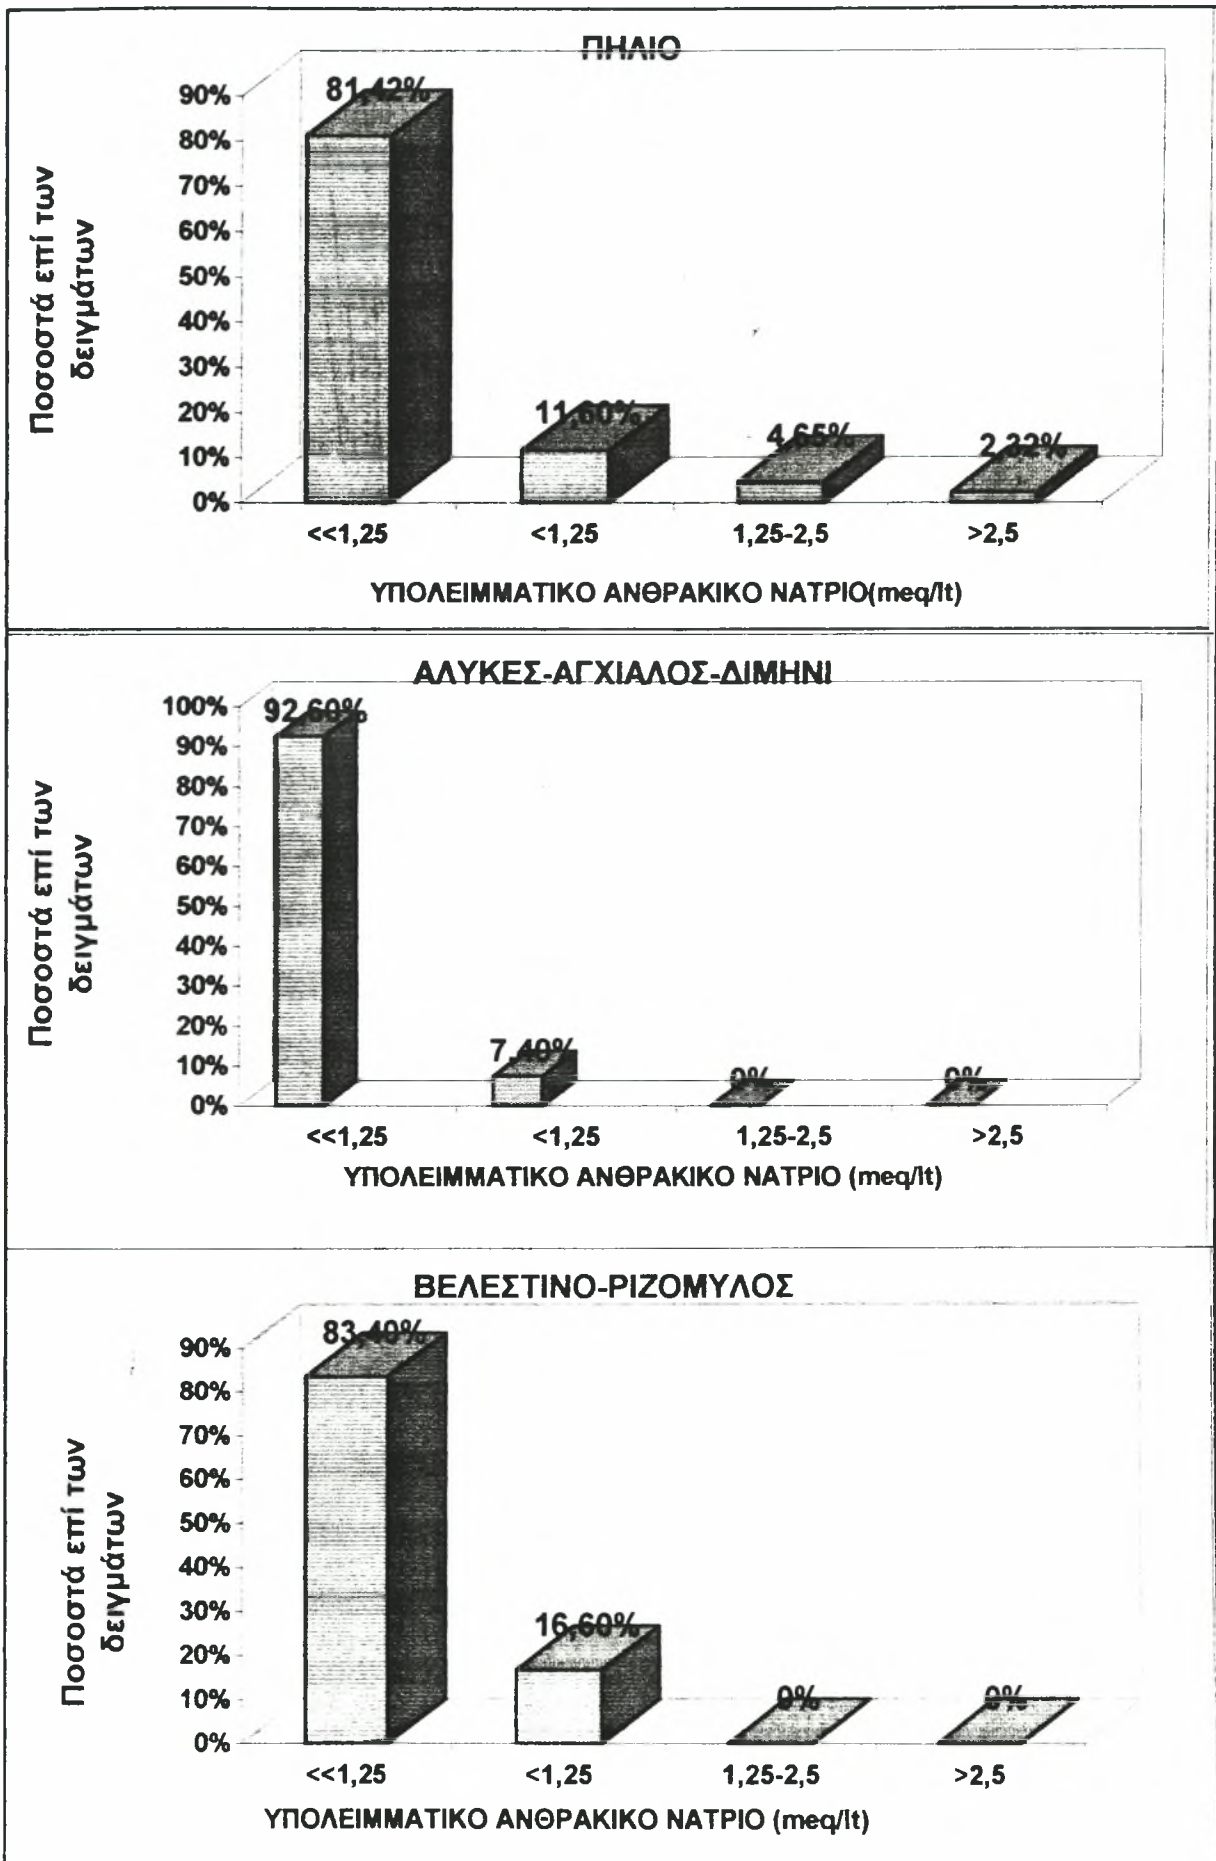 ΠΗΛΙΟ
Ποσοστά επί των
δειγμάτων
90%
80%
70%
60%
50%
40%
30%
20%
10%
0%
81,42%
11,60%
4,65%
2,32%
<<1,25 <1,25 1,25-2,5 >2,5
ΥΠΟΛΕΙΜΜΑΤΙΚΟ ΑΝΘΡΑΚΙΚΟ ΝΑΤΡΙΟ(meq/lt)
ΑΛΥΚΕΣ-ΑΓΧΙΑΛΟΣ-ΔΙΜΗΝΙ
Ποσοστά επί των
δειγμάτων
100%
90%
80%
70%
60%
50%
40%
30%
20%
10%
0%
92,60%
7,40%
0%
0%
<<1,25 <1,25 1,25-2,5 >2,5
ΥΠΟΛΕΙΜΜΑΤΙΚΟ ΑΝΘΡΑΚΙΚΟ ΝΑΤΡΙΟ (meq/lt)
ΒΕΛΕΣΤΙΝΟ-ΡΙΖΟΜΥΛΟΣ
Ποσοστά επί των
δειγμάτων
90%
80%
70%
60%
50%
40%
30%
20%
10%
0%
83,40%
16,60%
0%
0%
<<1,25 <1,25 1,25-2,5 >2,5
ΥΠΟΛΕΙΜΜΑΤΙΚΟ ΑΝΘΡΑΚΙΚΟ ΝΑΤΡΙΟ (meq/lt)